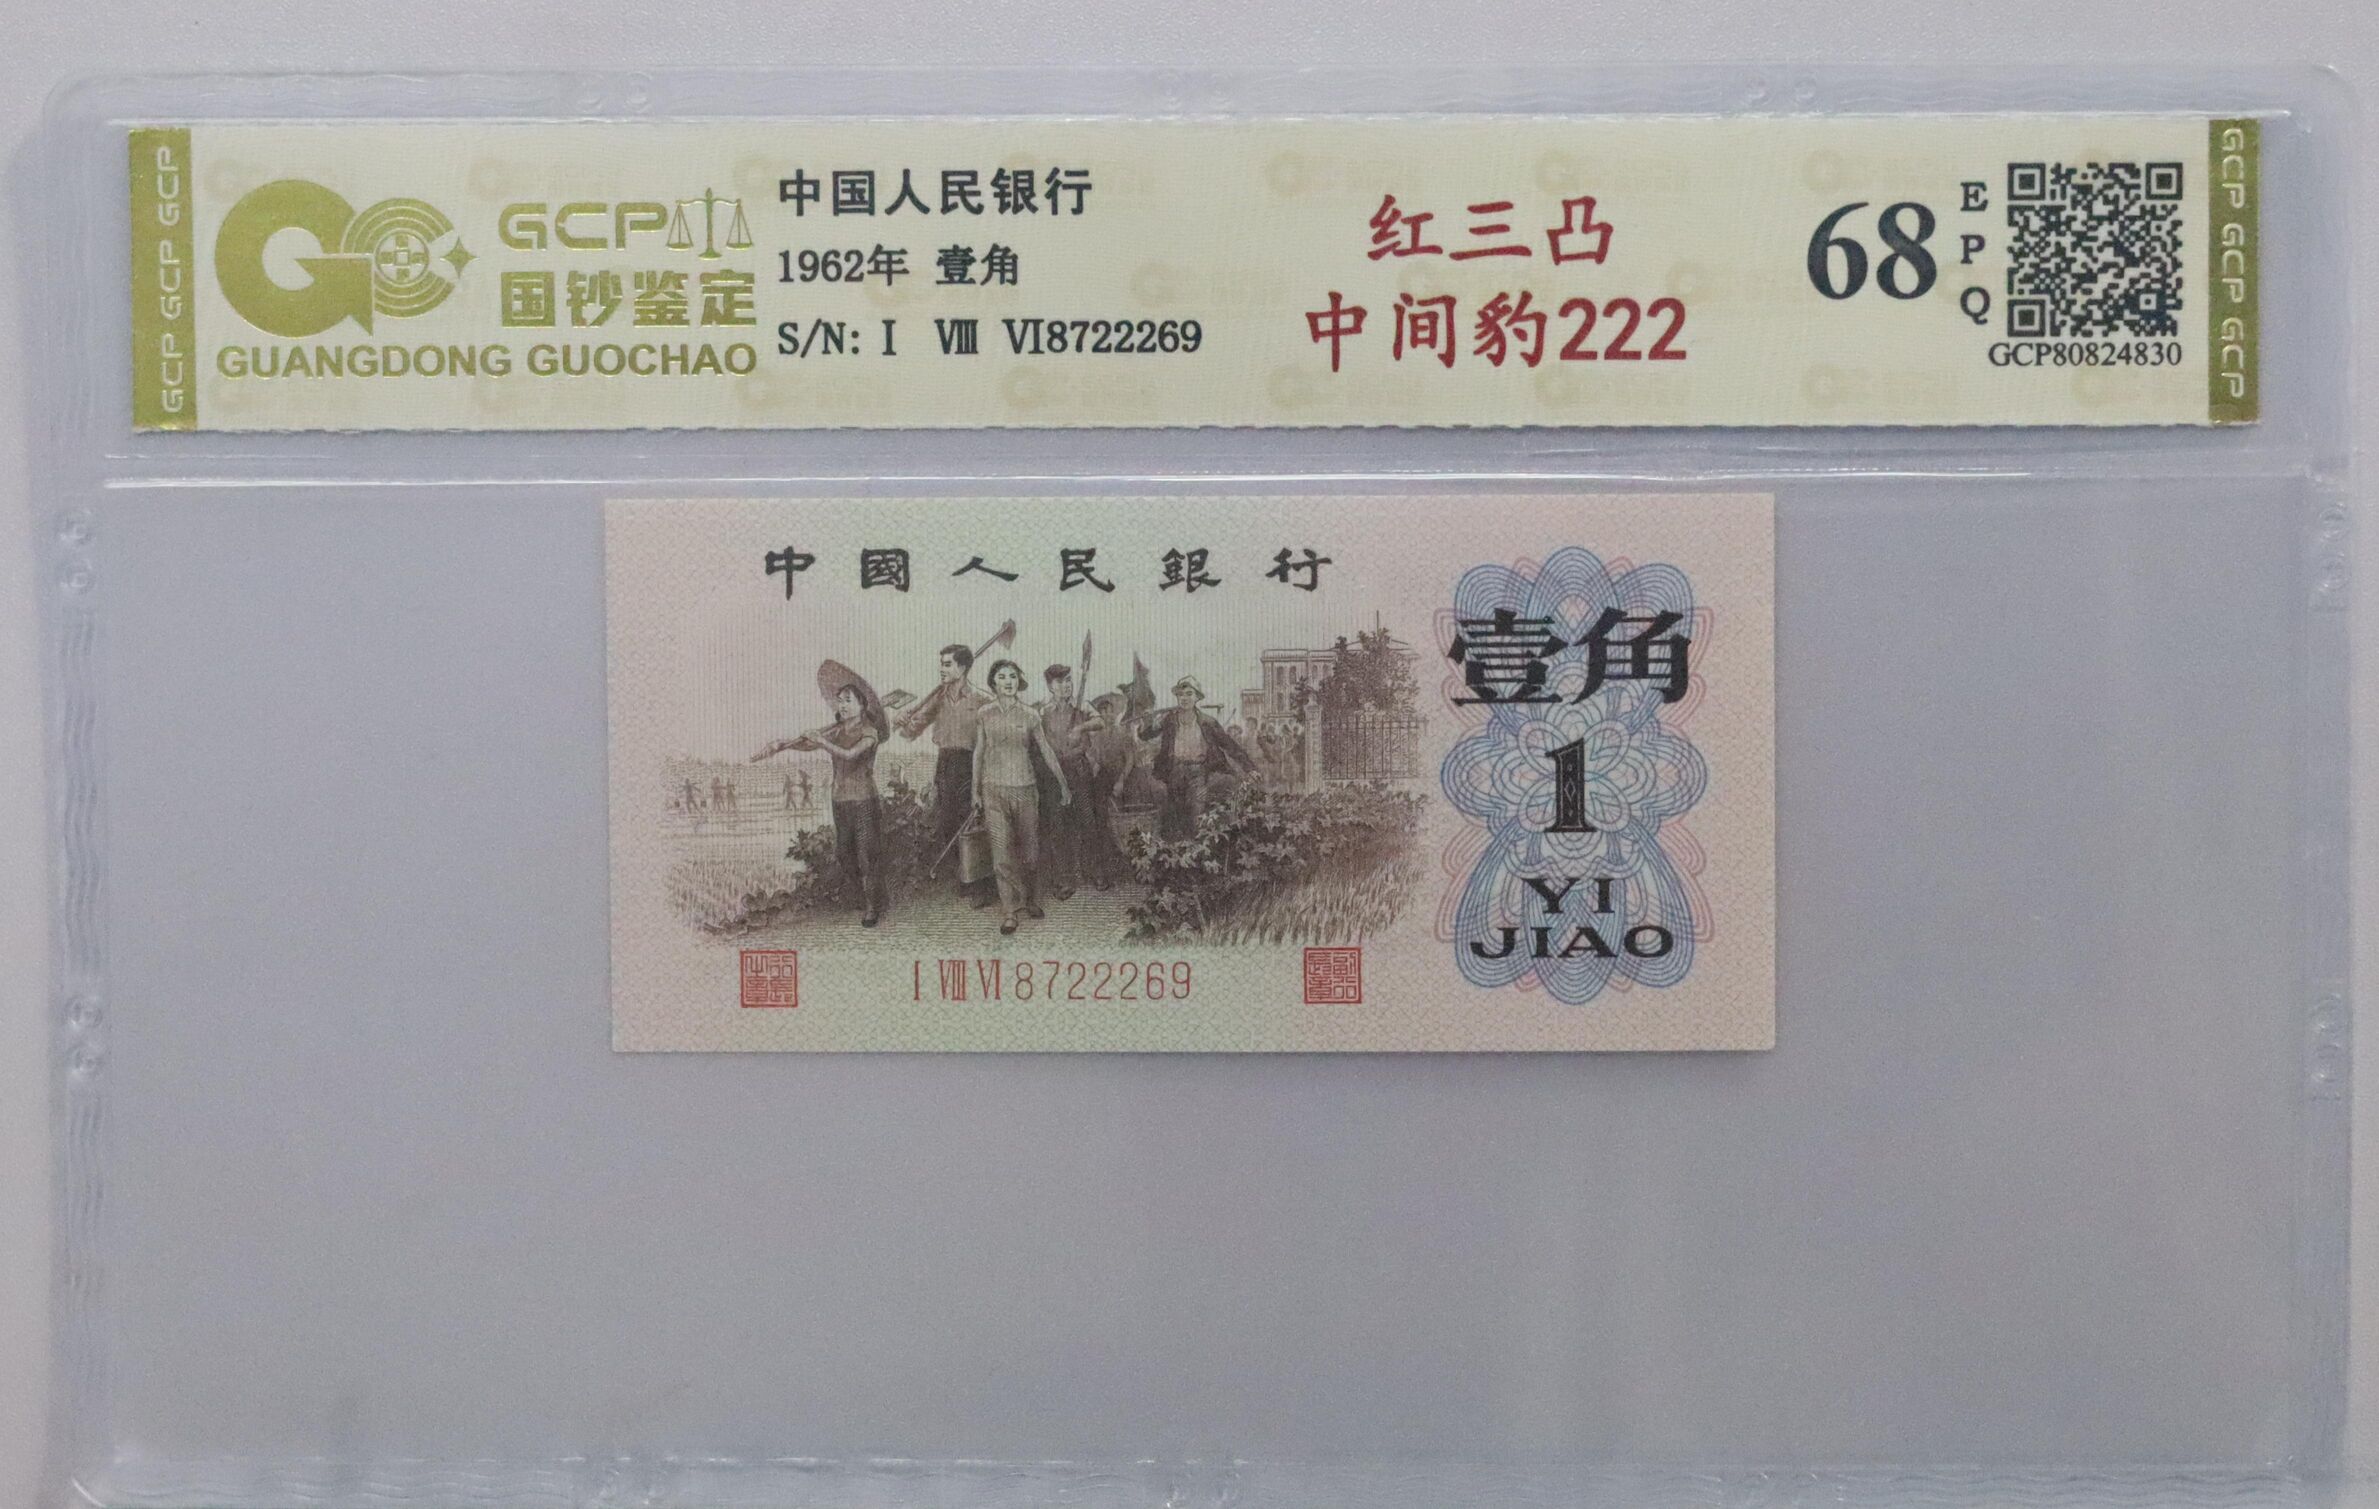 GCP GCP GCP
GCP
国钞鉴定
GUANGDONG GUOCHAO
中国人民银行
1962年 壹角
S/N: I Ⅷ Ⅵ8722269
红三凸
中间豹222
68
EPQ
GCP80824830
GCP GCP GCP
中國人民銀行
壹角
1
YI
JIAO
Ⅰ Ⅷ Ⅵ 8722269